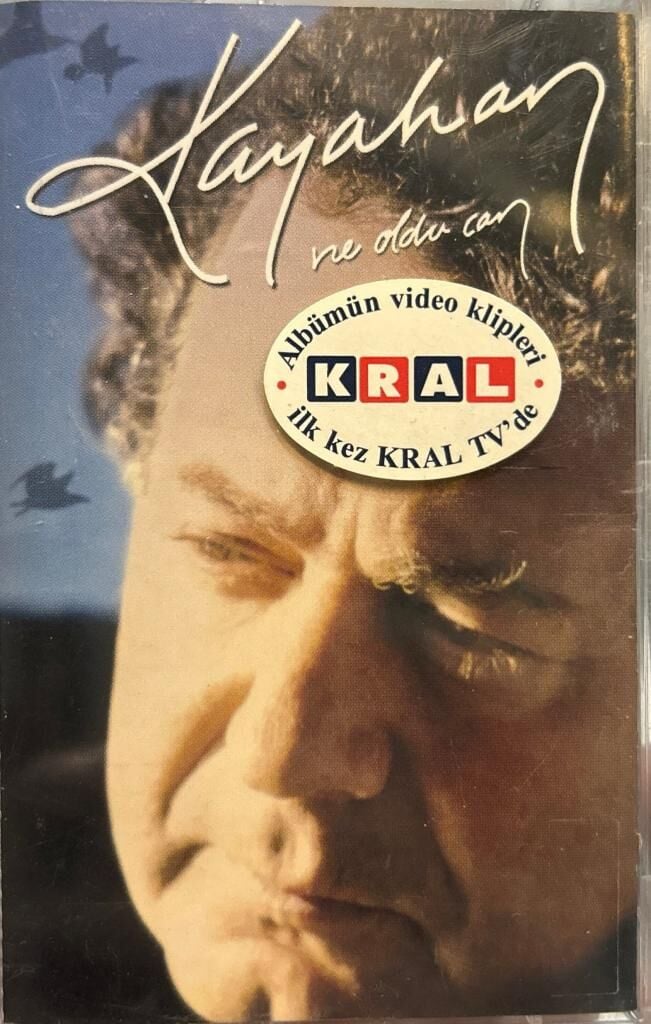 Kayahan
ne oldu can
Albümün video klipleri
KRAL
ilk kez KRAL TV'de